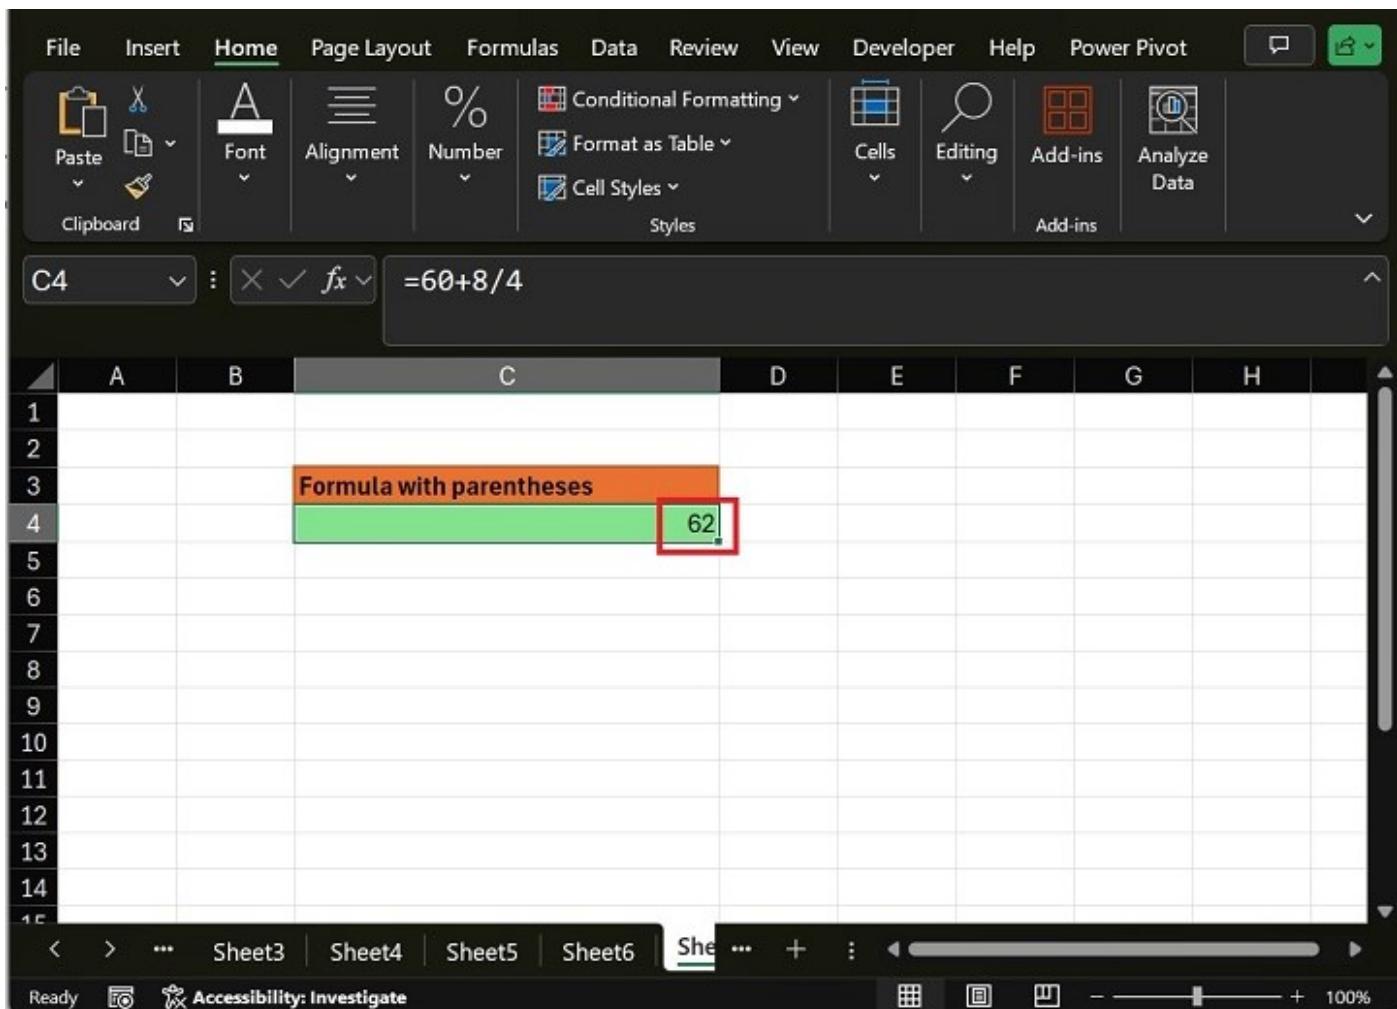 File Insert Home Page Layout Formulas Data Review View Developer Help Power Pivot
Paste Font Alignment Number Conditional Formatting Format as Table Cell Styles Cells Editing Add-ins Analyze Data
Clipboard Styles Add-ins
C4 fx =60+8/4
A B C D E F G H
1
2
3 Formula with parentheses
4 62
5
6
7
8
9
10
11
12
13
14
15
Sheet3 Sheet4 Sheet5 Sheet6 She
Ready Accessibility: Investigate 100%